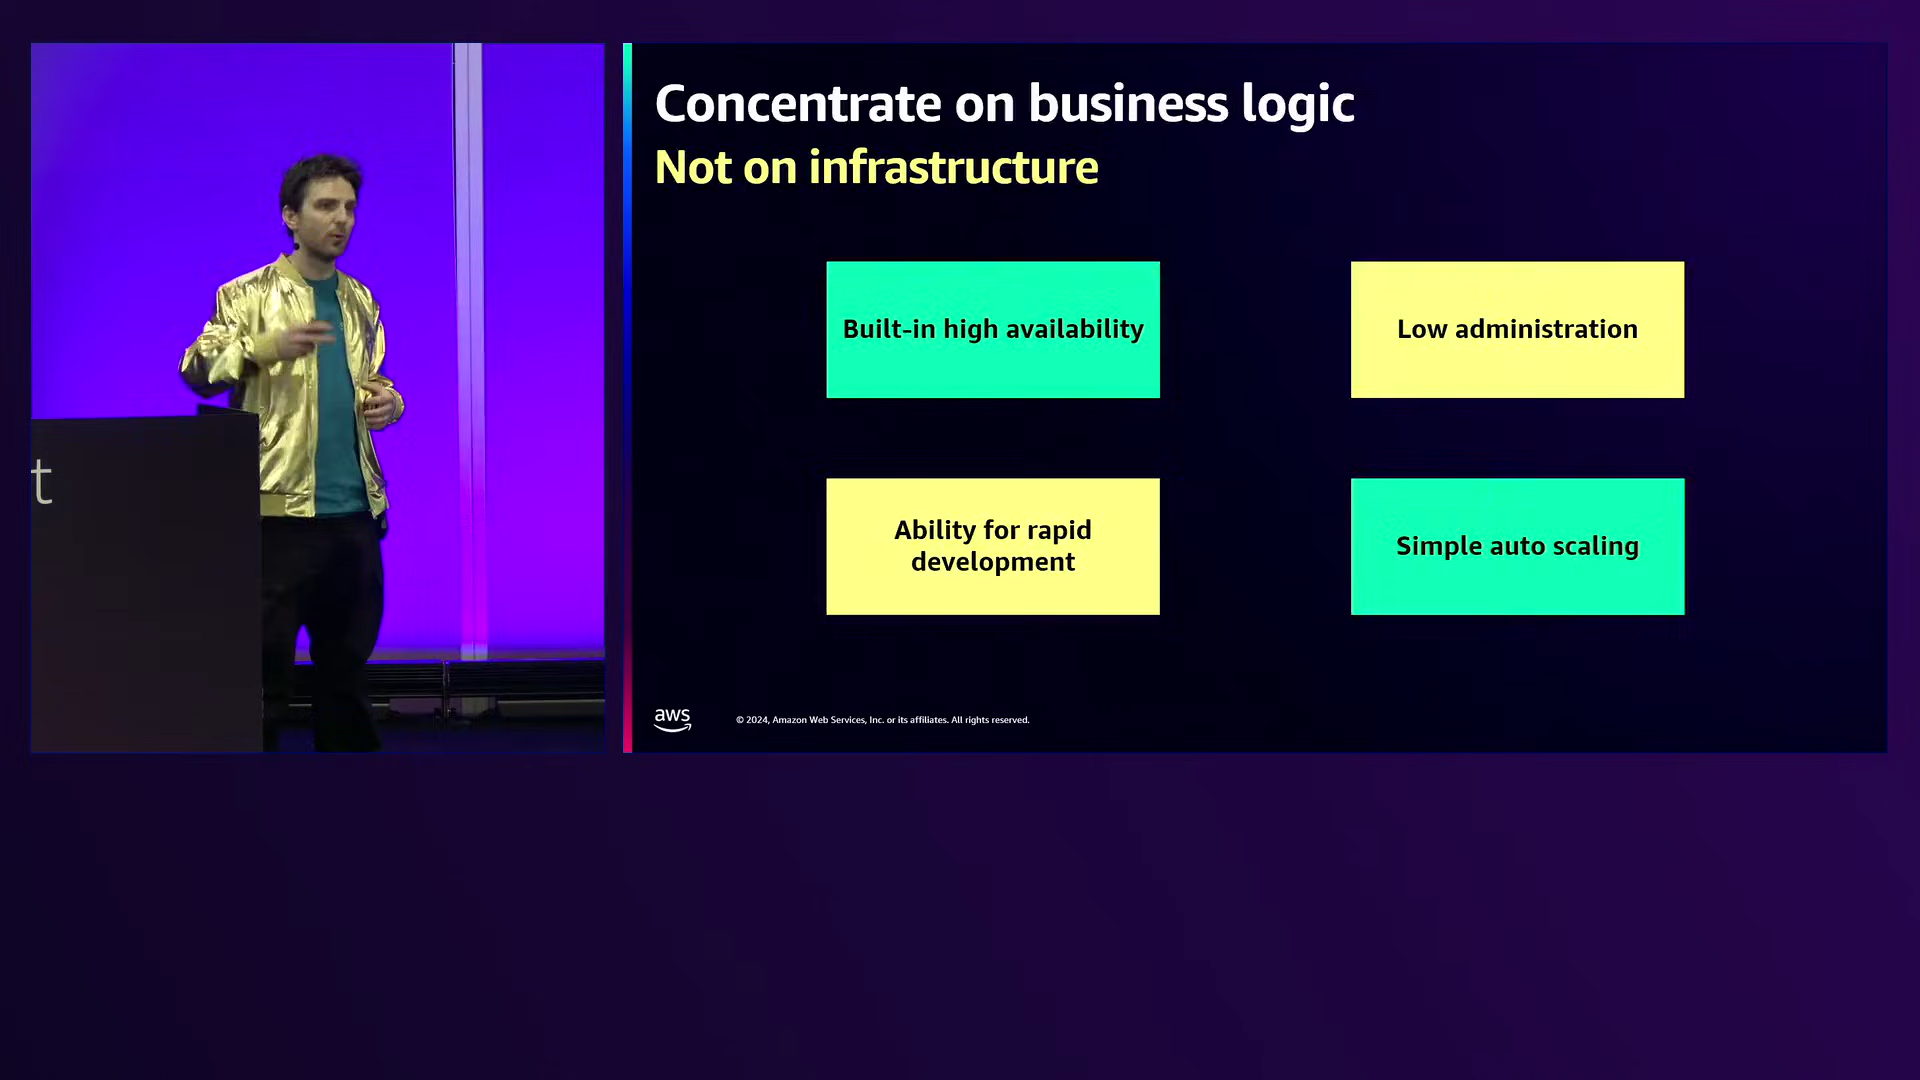 t
Concentrate on business logic
Not on infrastructure
Built-in high availability
Low administration
Ability for rapid
development
Simple auto scaling
aws
© 2024, Amazon Web Services, Inc. or its affiliates. All rights reserved.